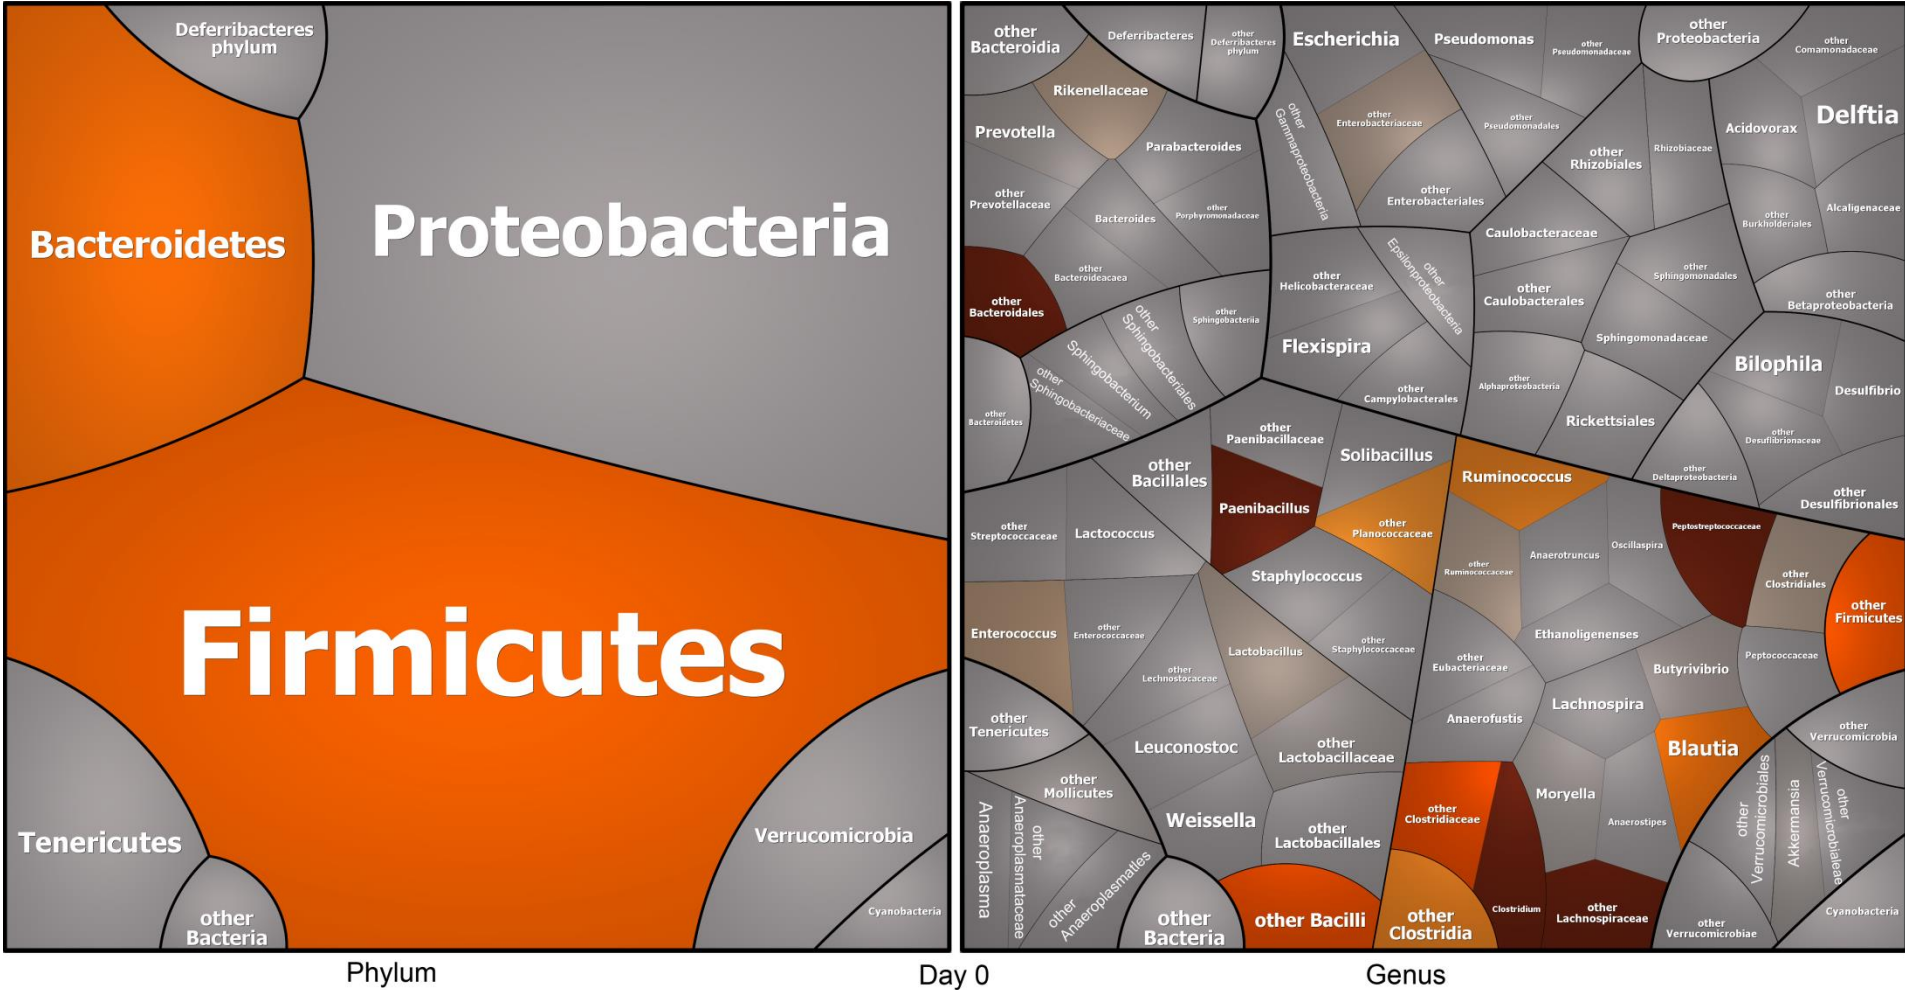 Deferribacteres
phylum
Bacteroidetes
Proteobacteria
Firmicutes
Tenericutes
other
Bacteria
Verrucomicrobia
Cyanobacteria
other
Bacteroidia
Deferribacteres
other
Deferribacteres
phylum
Escherichia
Pseudomonas
other
Pseudomonadaceae
other
Proteobacteria
other
Comamonadaceae
Rikenellaceae
Prevotella
Parabacteroides
other
Gammaproteobacteria
other
Enterobacteriaceae
other
Pseudomonadales
Acidovorax
Delftia
other
Rhizobiales
Rhizobiaceae
other
Prevotellaceae
Bacteroides
other
Porphyromonadaceae
other
Enterobacteriales
other
Burkholderiales
Alcaligenaceae
Caulobacteraceae
other
Bacteroideacaea
other
Helicobacteraceae
other
Epsilonproteobacteria
other
Caulobacterales
other
Sphingomonadales
other
Betaproteobacteria
other
Bacteroidales
other
Sphingobacteriales
other
Sphingobacteriia
Sphingobacterium
other
Sphingobacteriaceae
Flexispira
Sphingomonadaceae
Bilophila
Desulfibrio
other
Alphaproteobacteria
other
Campylobacterales
Rickettsiales
other
Desuflibrionaceae
other
Bacteroidetes
other
Deltaproteobacteria
other
Desulfibrionales
other
Paenibacillaceae
Solibacillus
other
Bacillales
Ruminococcus
Paenibacillus
other
Planococcaceae
other
Streptococcaceae
Lactococcus
Peptostreptococcaceae
Oscillaspira
Anaerotruncus
other
Ruminococcaceae
Staphylococcus
other
Clostridiales
other
Firmicutes
Enterococcus
other
Enterococcaceae
Lactobacillus
other
Staphylococcaceae
Ethanoligenenses
other
Eubacteriaceae
Butyrivibrio
Peptococcaceae
other
Lechnostocaceae
Lachnospira
Anaerofustis
other
Tenericutes
Leuconostoc
other
Lactobacillaceae
Blautia
other
Verrucomicrobia
other
Mollicutes
Moryella
other
Clostridiaceae
Weissella
other
Lactobacillales
Anaerostipes
Anaeroplasma
other
Anaeroplasmataceae
other
Anaeroplasmatles
other
Verrucomicrobiales
Akkermansia
other
Verrucomicrobialeae
other
Bacteria
other Bacilli
other
Clostridia
Clostridium
other
Lachnospiraceae
other
Verrucomicrobiae
Cyanobacteria
Phylum
Day 0
Genus